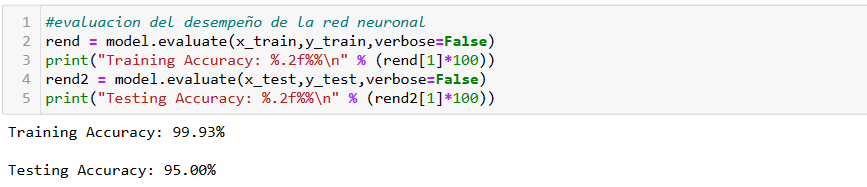 1 #evaluacion del desempeño de la red neuronal
2 rend = model.evaluate(x_train,y_train,verbose=False)
3 print("Training Accuracy: %.2f%%\n" % (rend[1]*100))
4 rend2 = model.evaluate(x_test,y_test,verbose=False)
5 print("Testing Accuracy: %.2f%%\n" % (rend2[1]*100))
Training Accuracy: 99.93%
Testing Accuracy: 95.00%